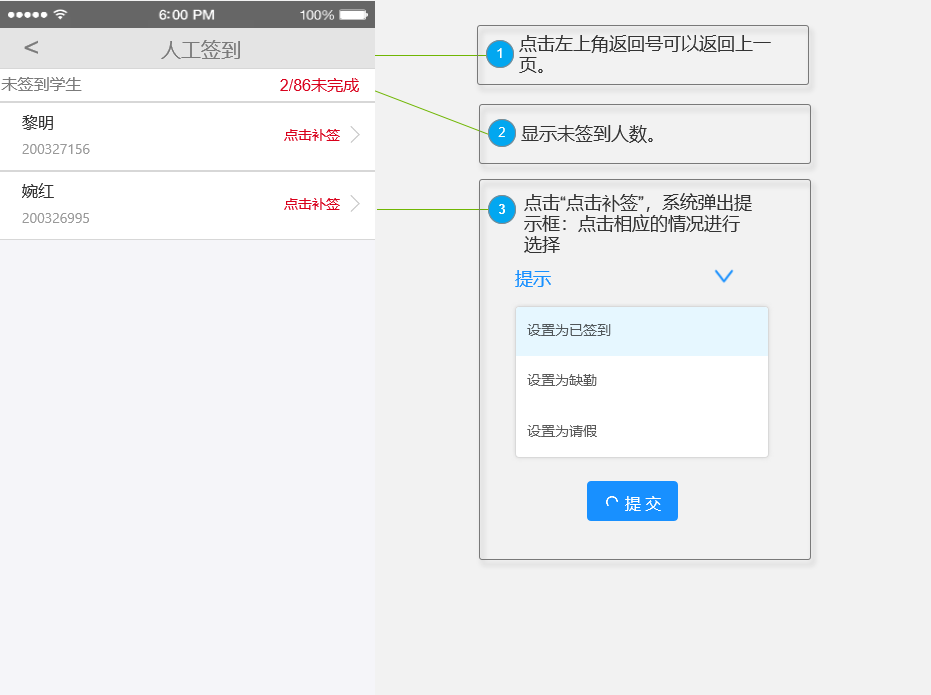 6:00 PM
100%
<
人工签到
未签到学生
2/86未完成
黎明
点击补签
200327156
婉红
点击补签
200326995
1
点击左上角返回号可以返回上一
页。
2
显示未签到人数。
3
点击“点击补签”，系统弹出提
示框：点击相应的情况进行
选择
提示
设置为已签到
设置为缺勤
设置为请假
提 交